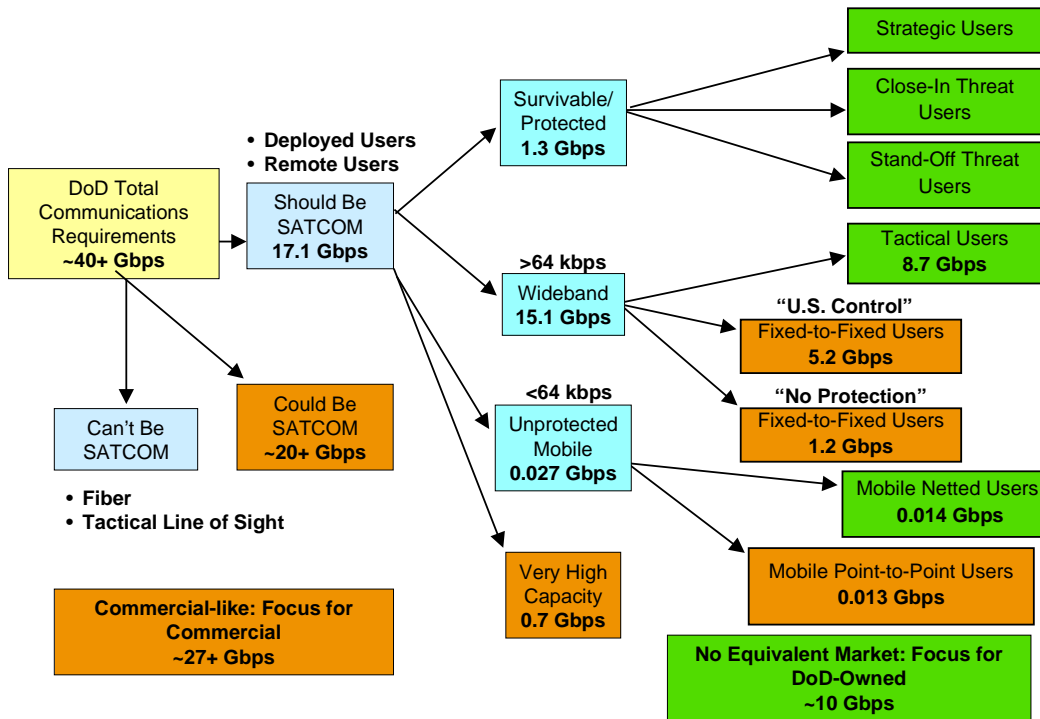 Strategic Users
Close-In Threat
Users
Stand-Off Threat
Users
Survivable/
Protected
1.3 Gbps
• Deployed Users
• Remote Users
DoD Total
Communications
Requirements
~40+ Gbps
Should Be
SATCOM
17.1 Gbps
Tactical Users
8.7 Gbps
>64 kbps
Wideband
15.1 Gbps
“U.S. Control”
Fixed-to-Fixed Users
5.2 Gbps
“No Protection”
Fixed-to-Fixed Users
1.2 Gbps
<64 kbps
Unprotected
Mobile
0.027 Gbps
Can’t Be
SATCOM
Could Be
SATCOM
~20+ Gbps
• Fiber
• Tactical Line of Sight
Mobile Netted Users
0.014 Gbps
Mobile Point-to-Point Users
0.013 Gbps
Very High
Capacity
0.7 Gbps
Commercial-like: Focus for
Commercial
~27+ Gbps
No Equivalent Market: Focus for
DoD-Owned
~10 Gbps